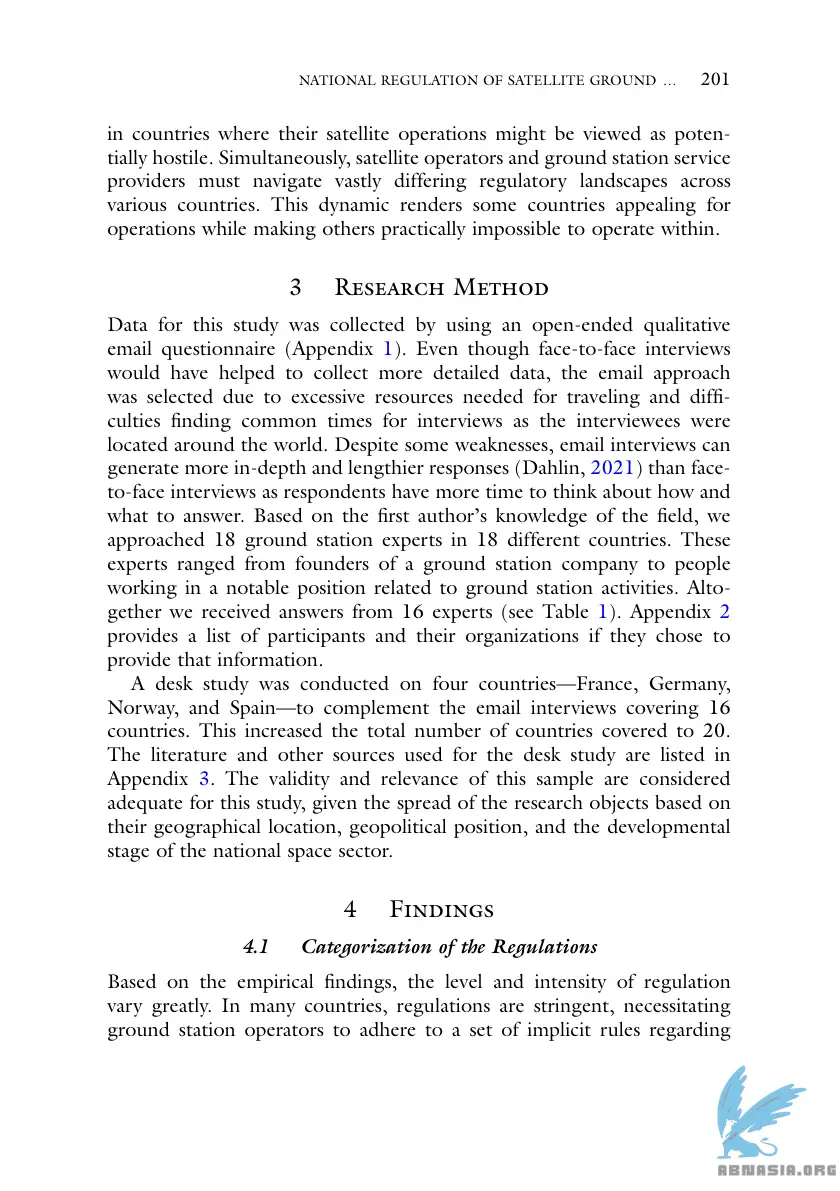 NATIONAL REGULATION OF SATELLITE GROUND … 201
in countries where their satellite operations might be viewed as poten-
tially hostile. Simultaneously, satellite operators and ground station service
providers must navigate vastly differing regulatory landscapes across
various countries. This dynamic renders some countries appealing for
operations while making others practically impossible to operate within.
3 Research Method
Data for this study was collected by using an open-ended qualitative
email questionnaire (Appendix 1). Even though face-to-face interviews
would have helped to collect more detailed data, the email approach
was selected due to excessive resources needed for traveling and diffi-
culties finding common times for interviews as the interviewees were
located around the world. Despite some weaknesses, email interviews can
generate more in-depth and lengthier responses (Dahlin, 2021) than face-
to-face interviews as respondents have more time to think about how and
what to answer. Based on the first author's knowledge of the field, we
approached 18 ground station experts in 18 different countries. These
experts ranged from founders of a ground station company to people
working in a notable position related to ground station activities. Alto-
gether we received answers from 16 experts (see Table 1). Appendix 2
provides a list of participants and their organizations if they chose to
provide that information.
A desk study was conducted on four countries—France, Germany,
Norway, and Spain—to complement the email interviews covering 16
countries. This increased the total number of countries covered to 20.
The literature and other sources used for the desk study are listed in
Appendix 3. The validity and relevance of this sample are considered
adequate for this study, given the spread of the research objects based on
their geographical location, geopolitical position, and the developmental
stage of the national space sector.
4 Findings
4.1 Categorization of the Regulations
Based on the empirical findings, the level and intensity of regulation
vary greatly. In many countries, regulations are stringent, necessitating
ground station operators to adhere to a set of implicit rules regarding
ABNASIA.ORG